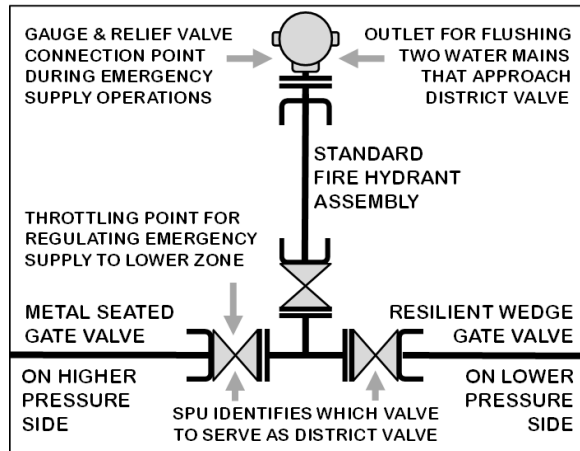 GAUGE & RELIEF VALVE
CONNECTION POINT
DURING EMERGENCY
SUPPLY OPERATIONS
OUTLET FOR FLUSHING
TWO WATER MAINS
THAT APPROACH
DISTRICT VALVE
STANDARD
FIRE HYDRANT
ASSEMBLY
THROTTLING POINT FOR
REGULATING EMERGENCY
SUPPLY TO LOWER ZONE
METAL SEATED
GATE VALVE
RESILIENT WEDGE
GATE VALVE
ON HIGHER
PRESSURE
SIDE
SPU IDENTIFIES WHICH VALVE
TO SERVE AS DISTRICT VALVE
ON LOWER
PRESSURE
SIDE